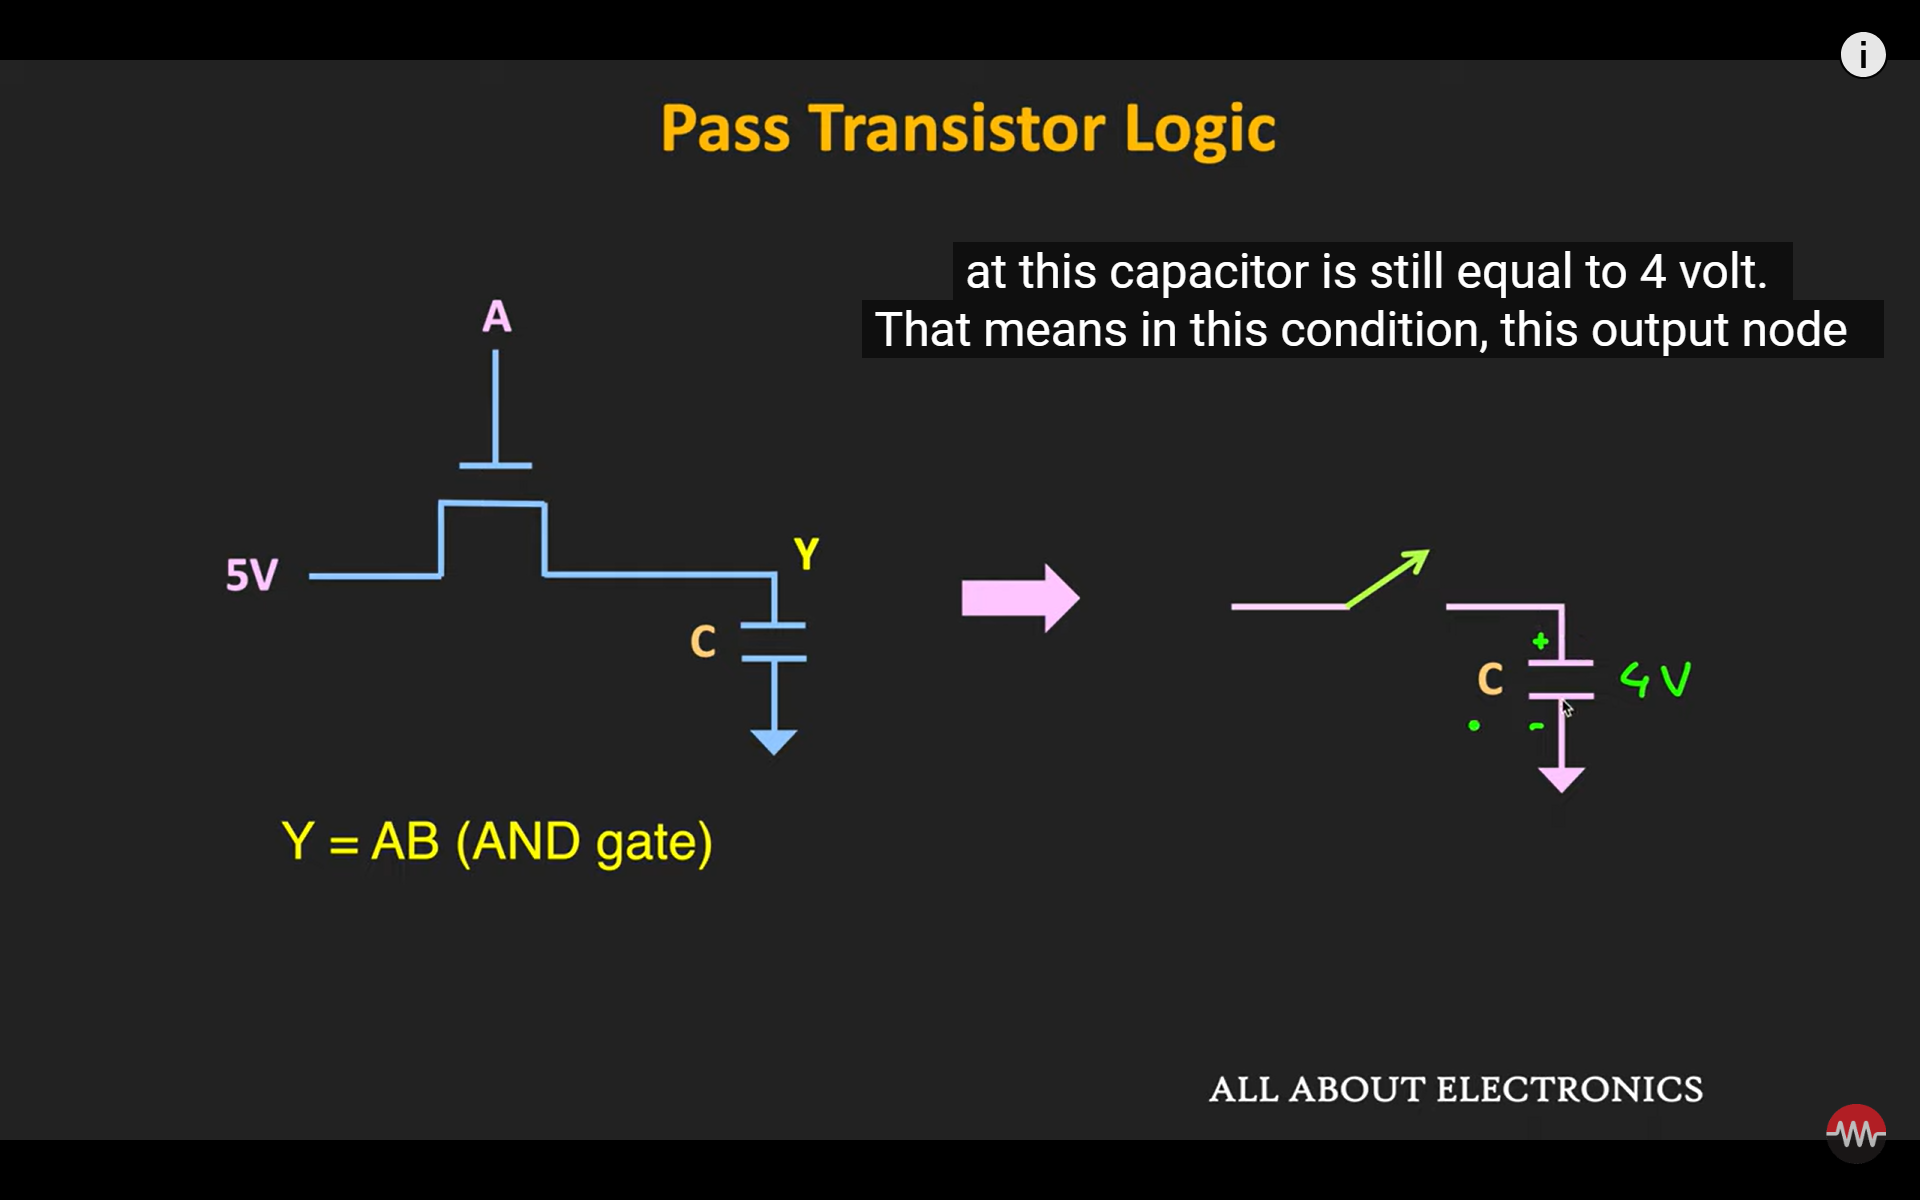 i
Pass Transistor Logic
at this capacitor is still equal to 4 volt.
That means in this condition, this output node
A
5V
Y
C
+
C
4V
-
Y = AB (AND gate)
ALL ABOUT ELECTRONICS